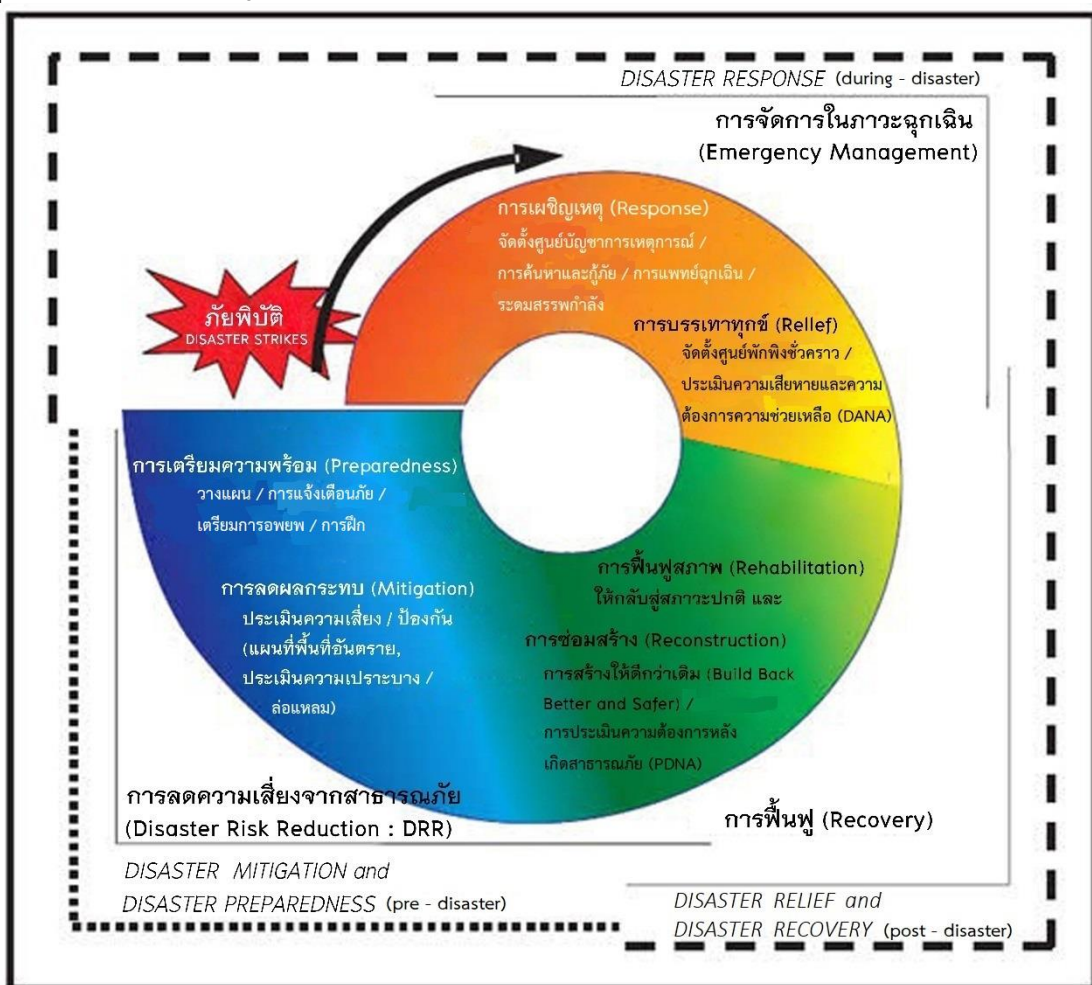 DISASTER RESPONSE (during - disaster)
การจัดการในภาวะฉุกเฉิน
(Emergency Management)
การเผชิญเหตุ (Response)
จัดตั้งศูนย์บัญชาการเหตุการณ์ /
การค้นหาและกู้ภัย / การแพทย์ฉุกเฉิน /
ระดมสรรพกำลัง
ภัยพิบัติ
DISASTER STRIKES
การบรรเทาทุกข์ (Rellef)
จัดตั้งศูนย์พักพิงชั่วคราว /
ประเมินความเสียหายและความ
ต้องการความช่วยเหลือ (DANA)
การเตรียมความพร้อม (Preparedness)
วางแผน / การแจ้งเตือนภัย /
เตรียมการอพยพ / การฝึก
การลดผลกระทบ (Mitigation)
ประเมินความเสี่ยง / ป้องกัน
(แผนที่พื้นที่อันตราย,
ประเมินความเปราะบาง /
ล่อแหลม)
การฟื้นฟูสภาพ (Rehabilitation)
ให้กลับสู่สภาวะปกติ และ
การซ่อมสร้าง (Reconstruction)
การสร้างให้ดีกว่าเดิม (Build Back
Better and Safer) /
การประเมินความต้องการหลัง
เกิดสาธารณภัย (PDNA)
การลดความเสี่ยงจากสาธารณภัย
(Disaster Risk Reduction : DRR)
การฟื้นฟู (Recovery)
DISASTER MITIGATION and
DISASTER PREPAREDNESS (pre - disaster)
DISASTER RELIEF and
DISASTER RECOVERY (post - disaster)